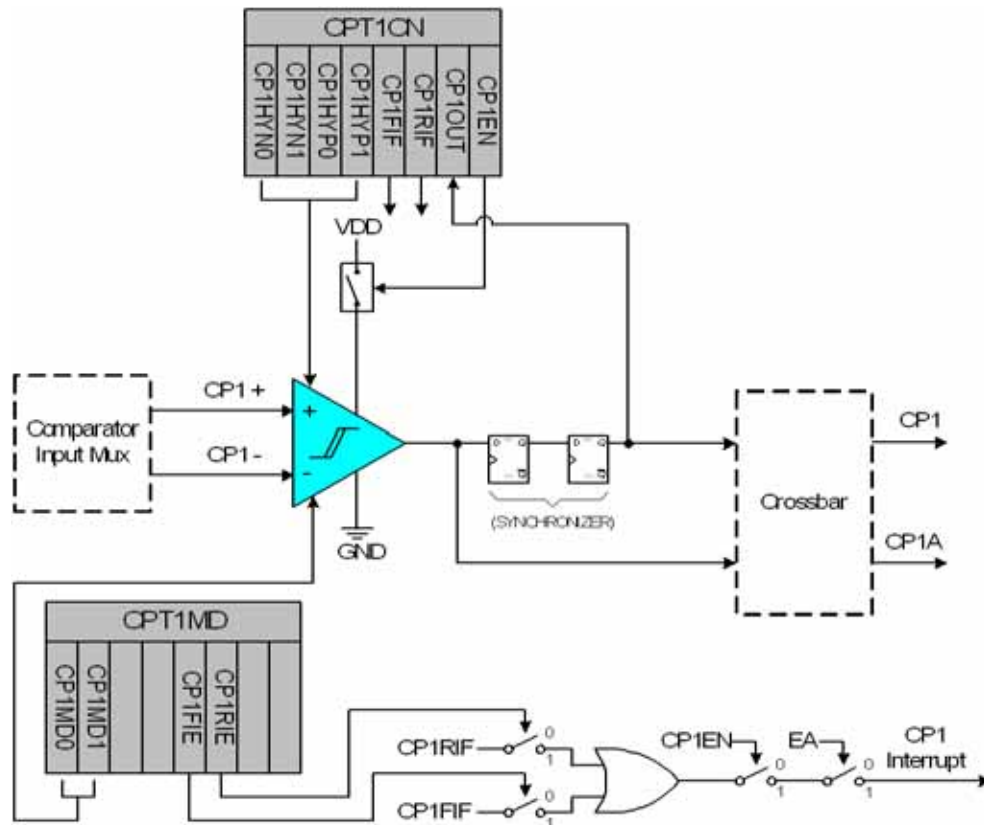 CPT1CN
CP1HYN0
CP1HYN1
CP1HYP0
CP1HYP1
CP1FIF
CP1RIF
CP1OUT
CP1EN
VDD
Comparator
Input Mux
CP1 +
CP1 -
+
-
GND
(SYNCHRONIZER)
Crossbar
CP1
CP1A
CPT1MD
CP1MD0
CP1MD1
CP1FIE
CP1RIE
CP1RIF
0
1
CP1FIF
0
1
CP1EN
0
1
EA
0
1
CP1
Interrupt